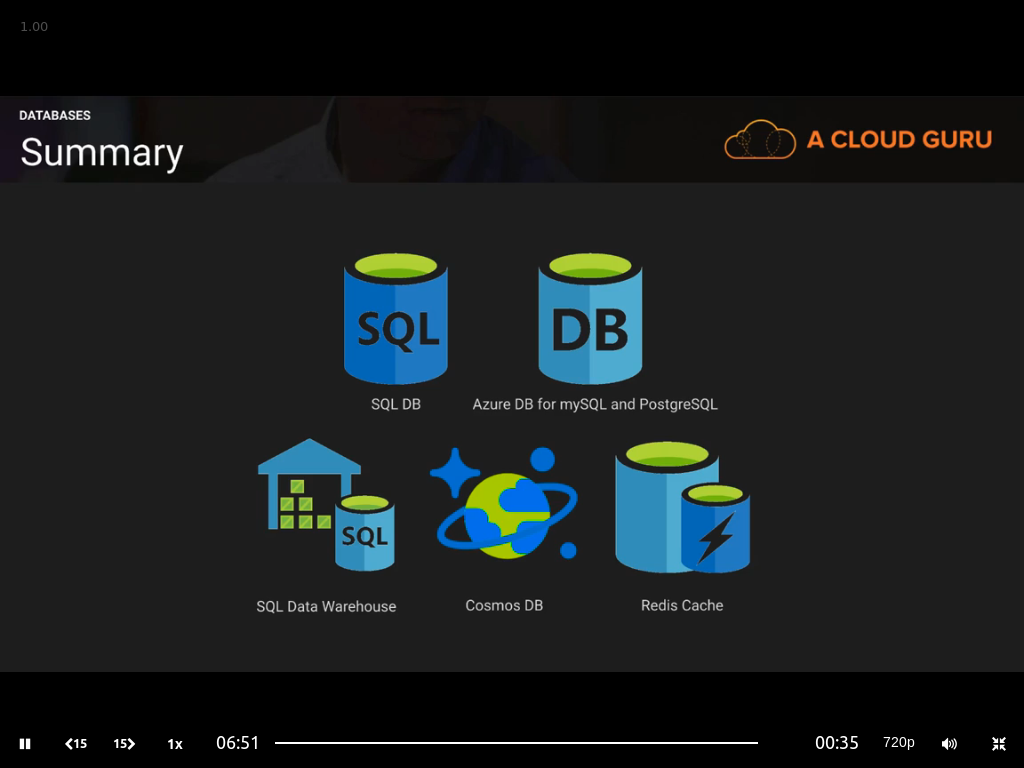 1.00
DATABASES
Summary
A CLOUD GURU
SQL
DB
SQL DB
Azure DB for mySQL and PostgreSQL
SQL
SQL Data Warehouse
Cosmos DB
Redis Cache
15
15
1x
06:51
00:35
720p